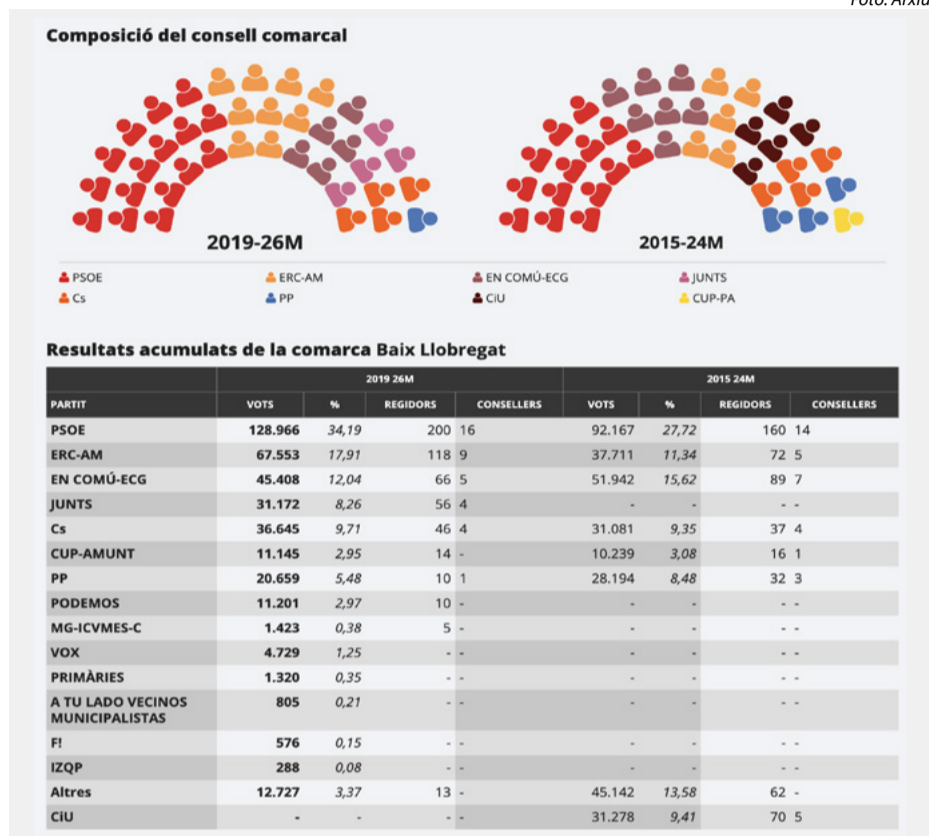 Foto: Arxiu
Composició del consell comarcal
2019-26M
2015-24M
PSOE ERC-AM EN COMÚ-ECG JUNTS
Cs PP CiU CUP-PA
Resultats acumulats de la comarca Baix Llobregat
2019 26M 2015 24M
PARTIT VOTS % REGIDORS CONSELLERS VOTS % REGIDORS CONSELLERS
PSOE 128.966 34,19 200 16 92.167 27,72 160 14
ERC-AM 67.553 17,91 118 9 37.711 11,34 72 5
EN COMÚ-ECG 45.408 12,04 66 5 51.942 15,62 89 7
JUNTS 31.172 8,26 56 4 - - - -
Cs 36.645 9,71 46 4 31.081 9,35 37 4
CUP-AMUNT 11.145 2,95 14 - 10.239 3,08 16 1
PP 20.659 5,48 10 1 28.194 8,48 32 3
PODEMOS 11.201 2,97 10 - - - - -
MG-ICVMES-C 1.423 0,38 5 - - - - -
VOX 4.729 1,25 - - - - - -
PRIMÀRIES 1.320 0,35 - - - - - -
A TU LADO VECINOS
MUNICIPALISTAS 805 0,21 - - - - - -
F! 576 0,15 - - - - - -
IZQP 288 0,08 - - - - - -
Altres 12.727 3,37 13 - 45.142 13,58 62 -
CiU - - - - 31.278 9,41 70 5